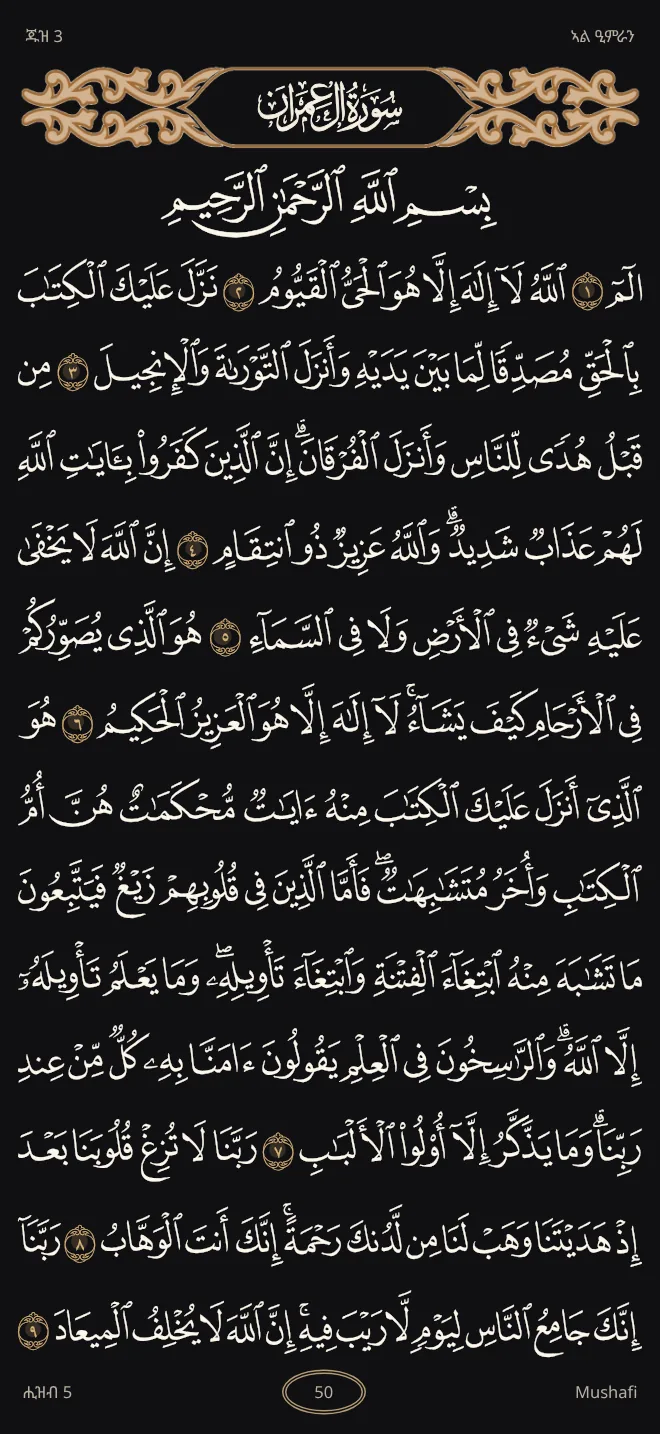 ጁዝ 3
ኣል ዒምራን
سُورَةُ آلِ عِمۡرَان
بِسۡمِ ٱللَّهِ ٱلرَّحۡمَٰنِ ٱلرَّحِيمِ
الٓمٓ ١ ٱللَّهُ لَآ إِلَٰهَ إِلَّا هُوَ ٱلۡحَيُّ ٱلۡقَيُّومُ ٢ نَزَّلَ عَلَيۡكَ ٱلۡكِتَٰبَ
بِٱلۡحَقِّ مُصَدِّقٗا لِّمَا بَيۡنَ يَدَيۡهِ وَأَنزَلَ ٱلتَّوۡرَىٰةَ وَٱلۡإِنجِيلَ ٣ مِن
قَبۡلُ هُدٗى لِّلنَّاسِ وَأَنزَلَ ٱلۡفُرۡقَانَۗ إِنَّ ٱلَّذِينَ كَفَرُواْ بِـَٔايَٰتِ ٱللَّهِ
لَهُمۡ عَذَابٞ شَدِيدٞۗ وَٱللَّهُ عَزِيزٞ ذُو ٱنتِقَامٍ ٤ إِنَّ ٱللَّهَ لَا يَخۡفَىٰ
عَلَيۡهِ شَيۡءٞ فِي ٱلۡأَرۡضِ وَلَا فِي ٱلسَّمَآءِ ٥ هُوَ ٱلَّذِي يُصَوِّرُكُمۡ
فِي ٱلۡأَرۡحَامِ كَيۡفَ يَشَآءُۚ لَآ إِلَٰهَ إِلَّا هُوَ ٱلۡعَزِيزُ ٱلۡحَكِيمُ ٦ هُوَ
ٱلَّذِيٓ أَنزَلَ عَلَيۡكَ ٱلۡكِتَٰبَ مِنۡهُ ءَايَٰتٞ مُّحۡكَمَٰتٌ هُنَّ أُمُّ
ٱلۡكِتَٰبِ وَأُخَرُ مُتَشَٰبِهَٰتٞۖ فَأَمَّا ٱلَّذِينَ فِي قُلُوبِهِمۡ زَيۡغٞ فَيَتَّبِعُونَ
مَا تَشَٰبَهَ مِنۡهُ ٱبۡتِغَآءَ ٱلۡفِتۡنَةِ وَٱبۡتِغَآءَ تَأۡوِيلِهِۦۖ وَمَا يَعۡلَمُ تَأۡوِيلَهُۥٓ
إِلَّا ٱللَّهُۗ وَٱلرَّٰسِخُونَ فِي ٱلۡعِلۡمِ يَقُولُونَ ءَامَنَّا بِهِۦ كُلّٞ مِّنۡ عِندِ
رَبِّنَاۗ وَمَا يَذَّكَّرُ إِلَّآ أُوْلُواْ ٱلۡأَلۡبَٰبِ ٧ رَبَّنَا لَا تُزِغۡ قُلُوبَنَا بَعۡدَ
إِذۡ هَدَيۡتَنَا وَهَبۡ لَنَا مِن لَّدُنكَ رَحۡمَةًۚ إِنَّكَ أَنتَ ٱلۡوَهَّابُ ٨ رَبَّنَآ
إِنَّكَ جَامِعُ ٱلنَّاسِ لِيَوۡمٖ لَّا رَيۡبَ فِيهِۚ إِنَّ ٱللَّهَ لَا يُخۡلِفُ ٱلۡمِيعَادَ ٩
ሒዝብ 5
50
Mushafi